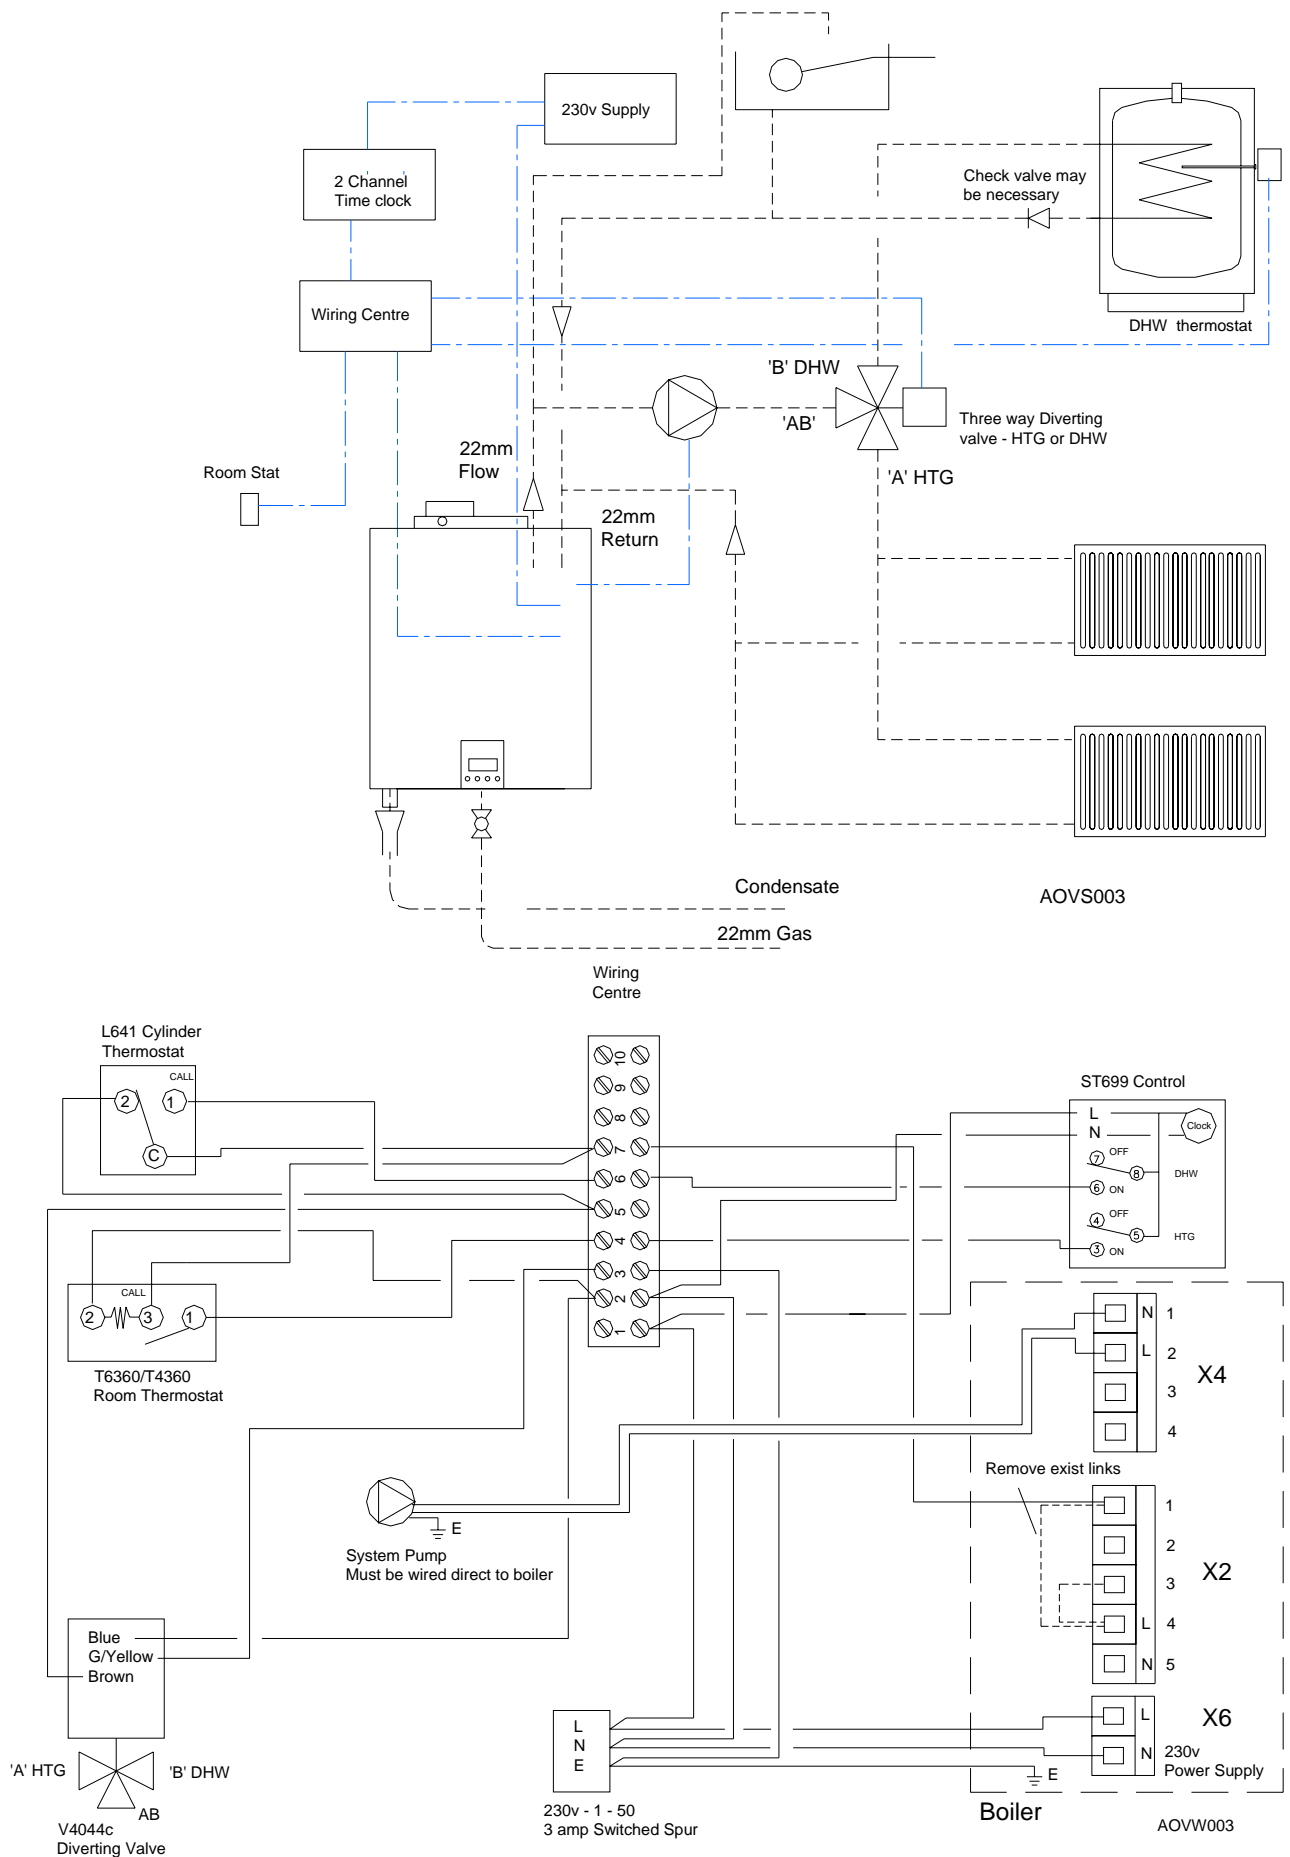 230v Supply
2 Channel
Time clock
Check valve may
be necessary
Wiring Centre
DHW thermostat
'B' DHW
'AB'
Three way Diverting
valve - HTG or DHW
22mm
Flow
'A' HTG
Room Stat
22mm
Return
Condensate
AOVS003
22mm Gas
Wiring
Centre
L641 Cylinder
Thermostat
CALL
2
1
C
10
9
8
7
6
5
4
3
2
1
ST699 Control
L
N
Clock
7
OFF
8
DHW
6
ON
4
OFF
5
HTG
3
ON
CALL
2
3
1
T6360/T4360
Room Thermostat
N 1
L 2
3
4
X4
Remove exist links
1
2
3
L 4
N 5
X2
E
System Pump
Must be wired direct to boiler
Blue
G/Yellow
Brown
L
N
E
L
N
X6
230v
Power Supply
E
'A' HTG
'B' DHW
AB
V4044c
Diverting Valve
230v - 1 - 50
3 amp Switched Spur
Boiler
AOVW003